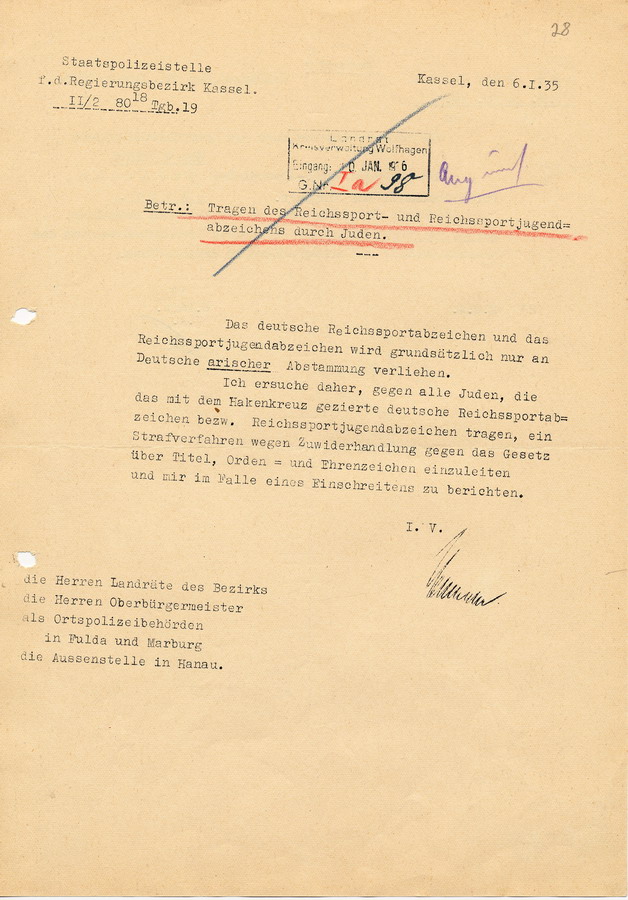 28
Staatspolizeistelle
f.d.Regierungsbezirk Kassel.
II/2 8018 Tgb.19
Kassel, den 6.I.35
Landrat
Kreisverwaltung Wolfhagen
Eingang: 0 JAN. 1936
G.Nr. Ia 98
Betr.: Tragen des Reichssport- und Reichssportjugend=
abzeichens durch Juden.
Das deutsche Reichssportabzeichen und das
Reichssportjugendabzeichen wird grundsätzlich nur an
Deutsche arischer Abstammung verliehen.
Ich ersuche daher, gegen alle Juden, die
das mit dem Hakenkreuz gezierte deutsche Reichssportab=
zeichen bezw. Reichssportjugendabzeichen tragen, ein
Strafverfahren wegen Zuwiderhandlung gegen das Gesetz
über Titel, Orden = und Ehrenzeichen einzuleiten
und mir im Falle eines Einschreitens zu berichten.
I. V.
die Herren Landräte des Bezirks
die Herren Oberbürgermeister
als Ortspolizeibehörden
in Fulda und Marburg
die Aussenstelle in Hanau.